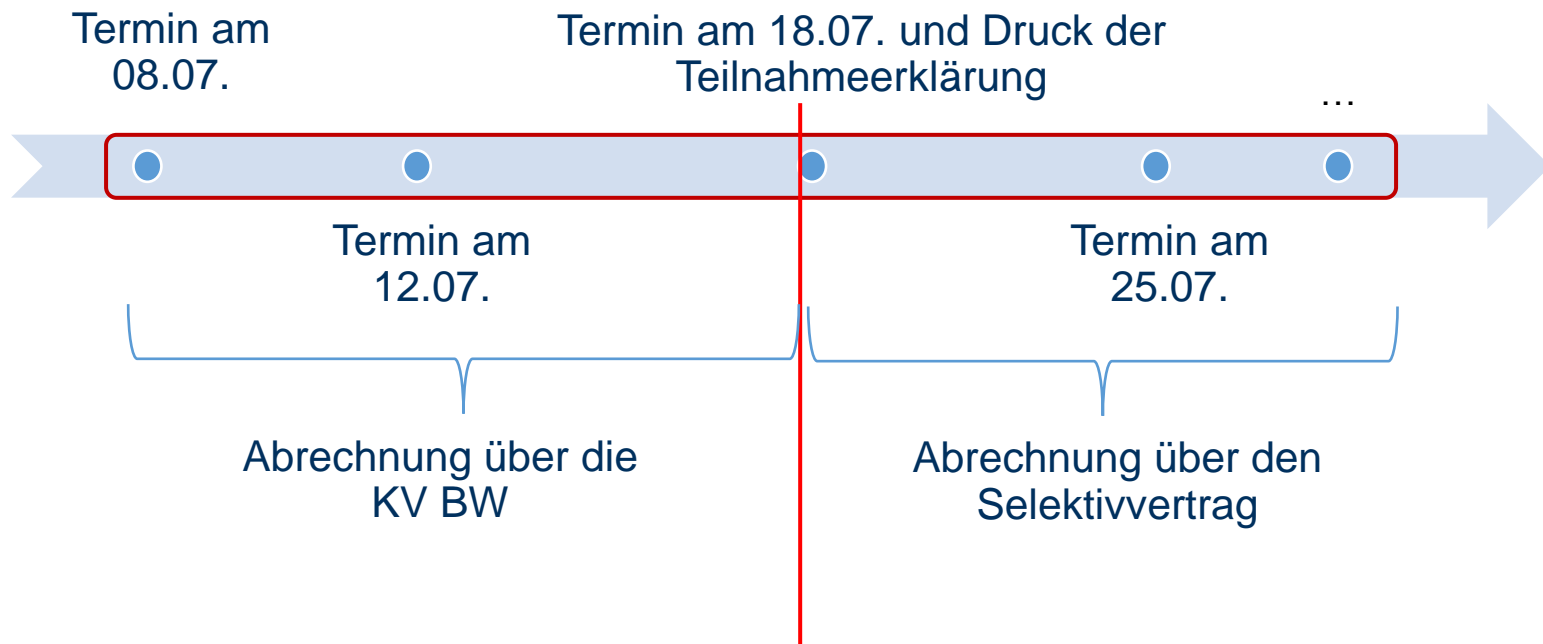 Termin am
08.07.
Termin am 18.07. und Druck der
Teilnahmeerklärung
...
Termin am
12.07.
Termin am
25.07.
Abrechnung über die
KV BW
Abrechnung über den
Selektivvertrag